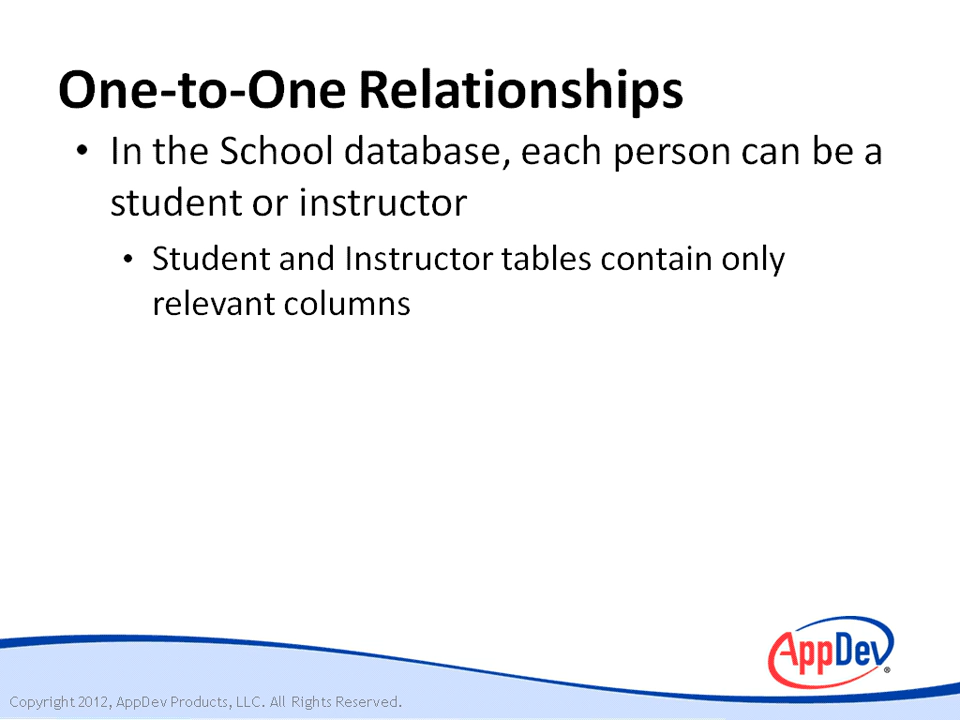 One-to-One Relationships
• In the School database, each person can be a
student or instructor
• Student and Instructor tables contain only
relevant columns
AppDev®
Copyright 2012, AppDev Products, LLC. All Rights Reserved.